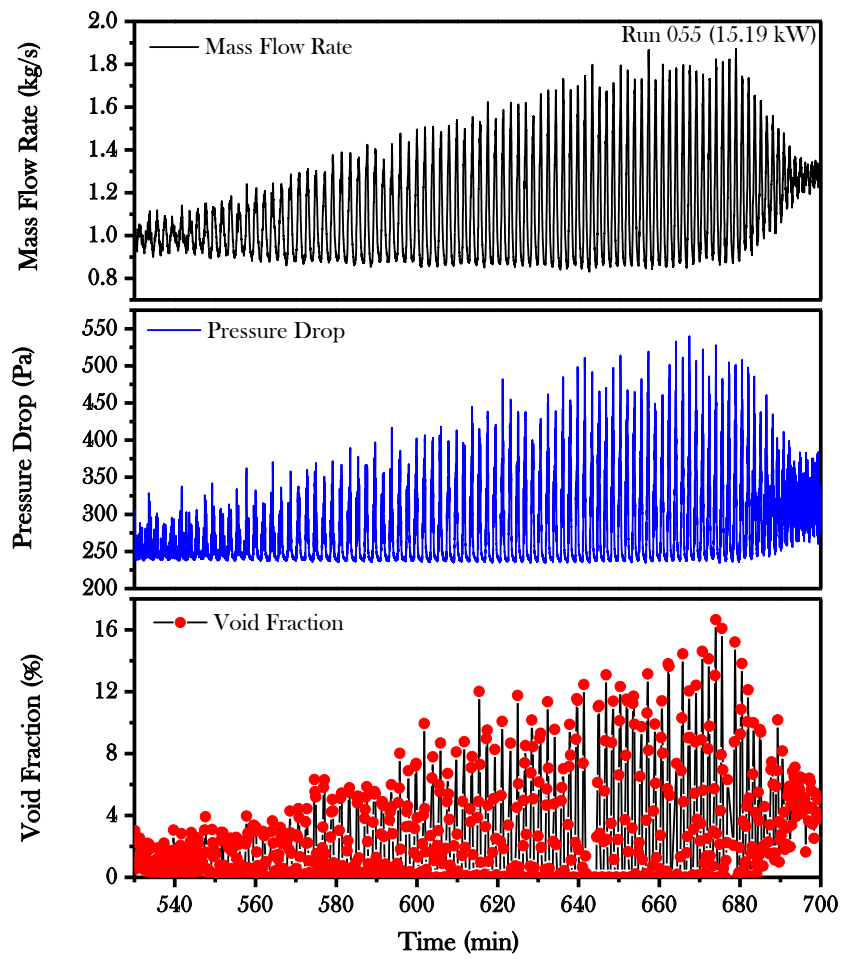 Mass Flow Rate
Run 055 (15.19 kW)
2.0
1.8
1.6
1.4
1.2
1.0
0.8
Mass Flow Rate (kg/s)
Pressure Drop
550
500
450
400
350
300
250
200
Pressure Drop (Pa)
Void Fraction
16
12
8
4
0
Void Fraction (%)
540 560 580 600 620 640 660 680 700
Time (min)